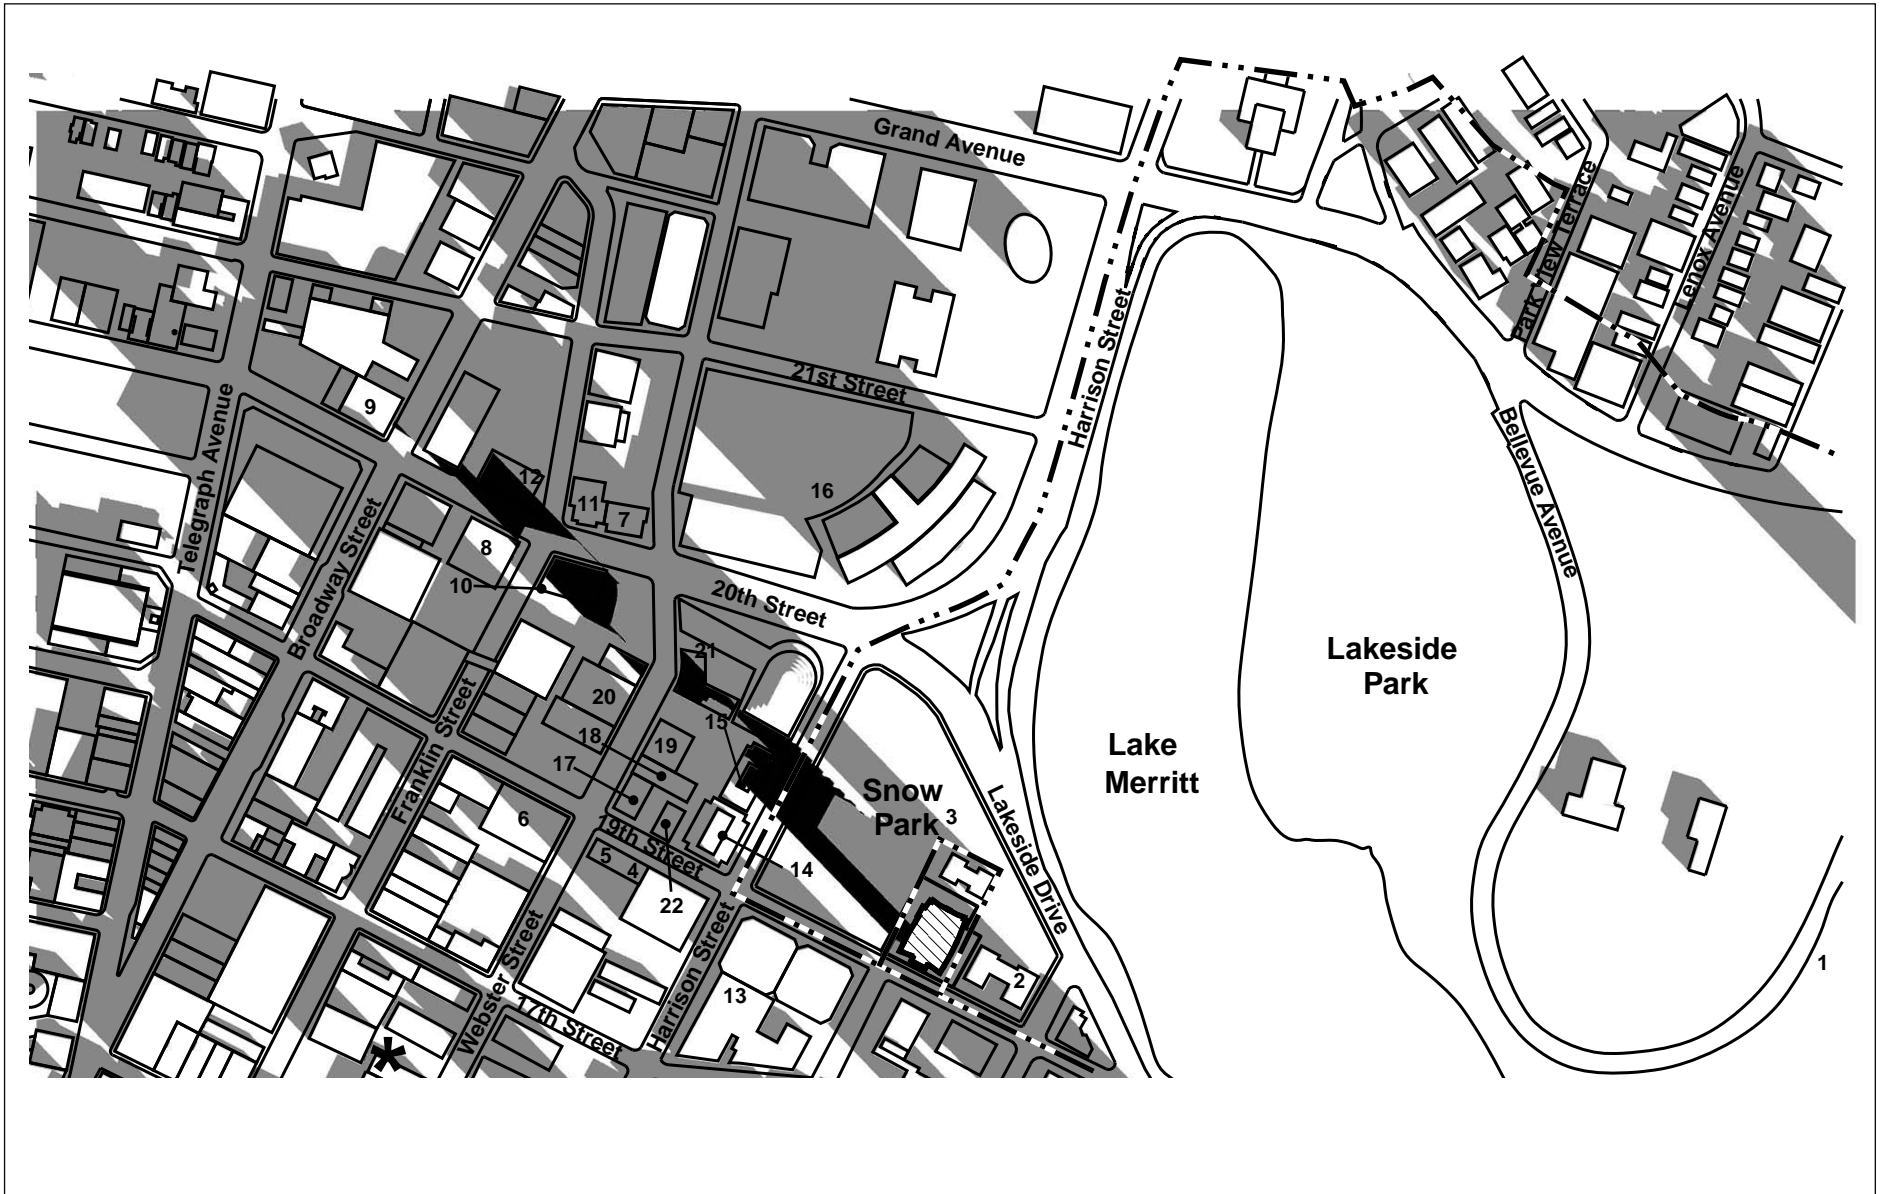 Grand Avenue
Park View Terrace
Lenox Avenue
Harrison Street
21st Street
9
Telegraph Avenue
Bellevue Avenue
12
16
11
7
Broadway Street
8
10
20th Street
Lakeside
Park
21
20
Franklin Street
15
18
19
17
Lake
Merritt
Snow
Park
3
6
19th Street
Lakeside Drive
5
4
14
22
Webster Street
Harrison Street
1
2
13
17th Street
*